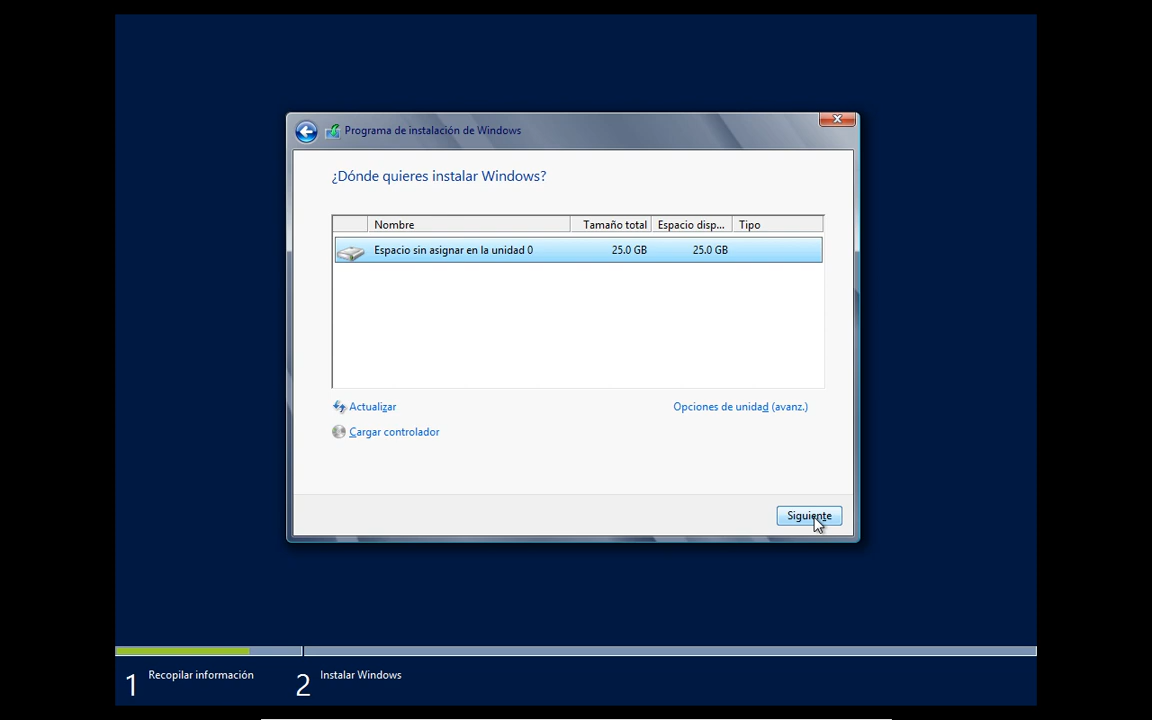 Programa de instalación de Windows
¿Dónde quieres instalar Windows?
Nombre Tamaño total Espacio disp... Tipo
Espacio sin asignar en la unidad 0 25.0 GB 25.0 GB
Actualizar Opciones de unidad (avanz.)
Cargar controlador
Siguiente
1 Recopilar información 2 Instalar Windows